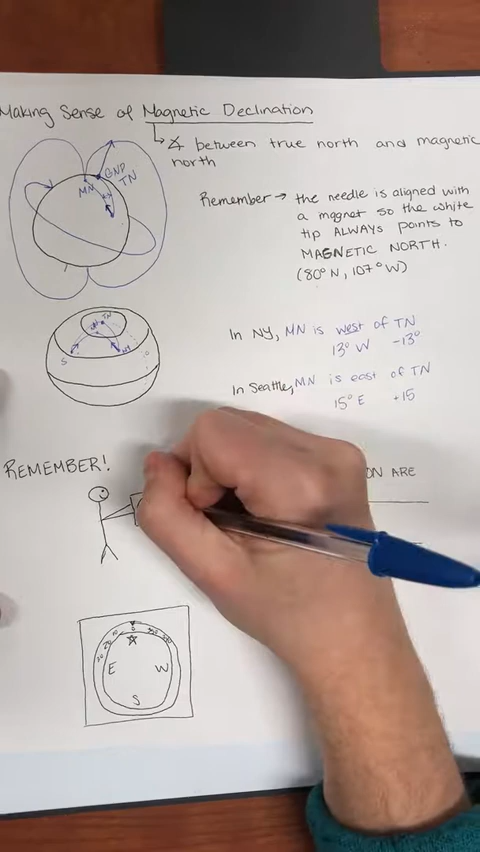 Making Sense of Magnetic Declination
∡ between true north and magnetic
north
GND
MN TN
Remember → the needle is aligned with
a magnet so the white
tip ALWAYS points to
MAGNETIC NORTH.
(80°N, 107°W)
TN
MN
S NY
In NY, MN is west of TN
13° W -13°
In Seattle, MN is east of TN
15° E +15
REMEMBER!
ON ARE
E W
S